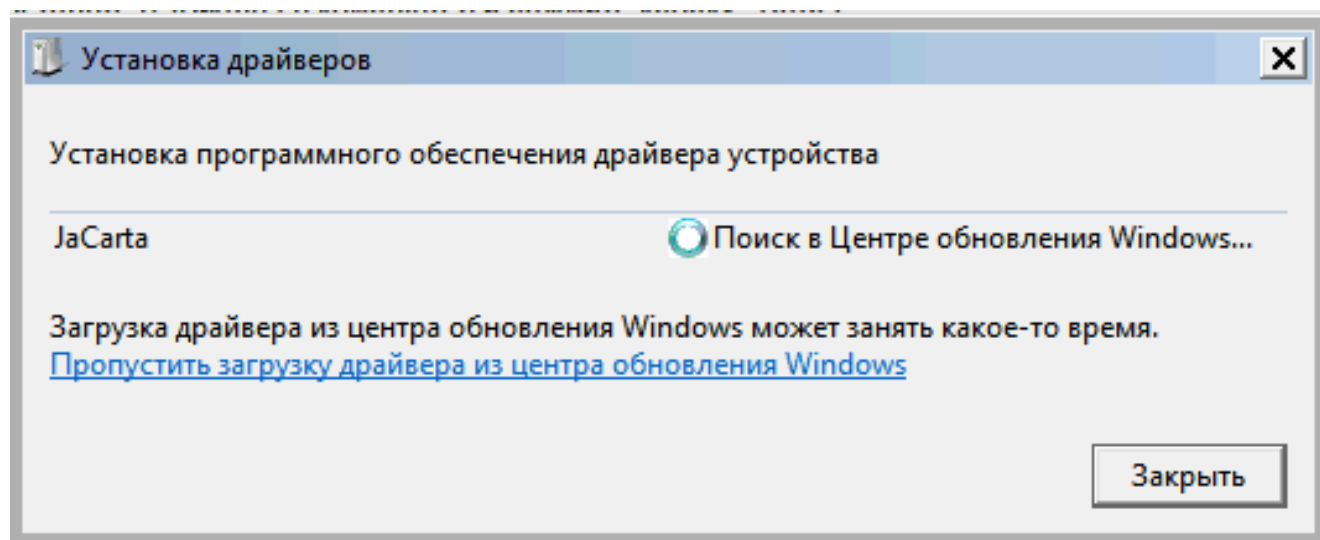 Установка драйверов
Установка программного обеспечения драйвера устройства
JaCarta Поиск в Центре обновления Windows...
Загрузка драйвера из центра обновления Windows может занять какое-то время.
Пропустить загрузку драйвера из центра обновления Windows
Закрыть